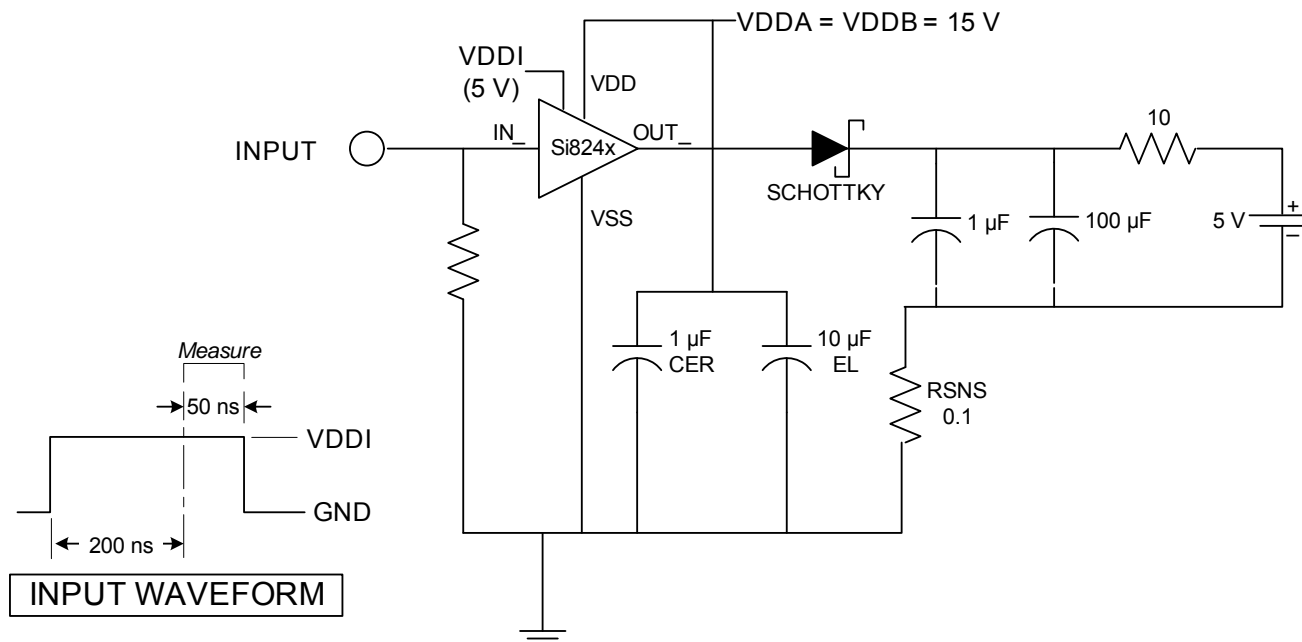 VDDA = VDDB = 15 V
VDDI
(5 V)
VDD
10
INPUT
IN_
Si824x
OUT_
SCHOTTKY
VSS
1 µF
100 µF
5 V
+
–
1 µF
CER
10 µF
EL
RSNS
0.1
Measure
50 ns
VDDI
GND
200 ns
INPUT WAVEFORM